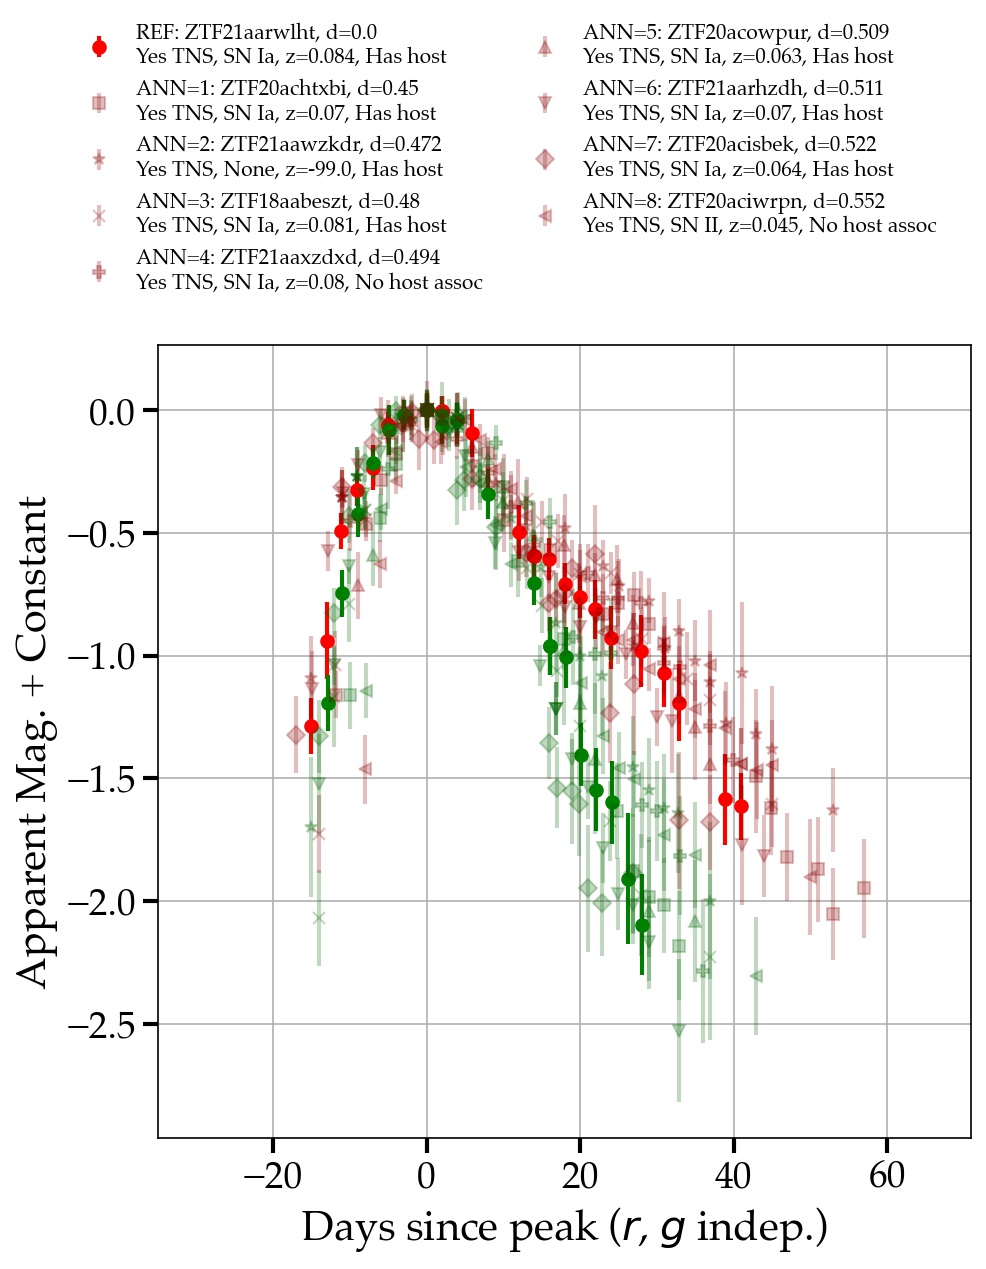 REF: ZTF21aarwlht, d=0.0
Yes TNS, SN Ia, z=0.084, Has host
ANN=1: ZTF20achtxbi, d=0.45
Yes TNS, SN Ia, z=0.07, Has host
ANN=2: ZTF21aawzkdr, d=0.472
Yes TNS, None, z=-99.0, Has host
ANN=3: ZTF18aabeszt, d=0.48
Yes TNS, SN Ia, z=0.081, Has host
ANN=4: ZTF21aaxzdxd, d=0.494
Yes TNS, SN Ia, z=0.08, No host assoc
ANN=5: ZTF20acowpur, d=0.509
Yes TNS, SN Ia, z=0.063, Has host
ANN=6: ZTF21aarhzdh, d=0.511
Yes TNS, SN Ia, z=0.07, Has host
ANN=7: ZTF20acisbek, d=0.522
Yes TNS, SN Ia, z=0.064, Has host
ANN=8: ZTF20aciwrpn, d=0.552
Yes TNS, SN II, z=0.045, No host assoc
Apparent Mag. + Constant
0.0
−0.5
−1.0
−1.5
−2.0
−2.5
−20 0 20 40 60
Days since peak (r, g indep.)